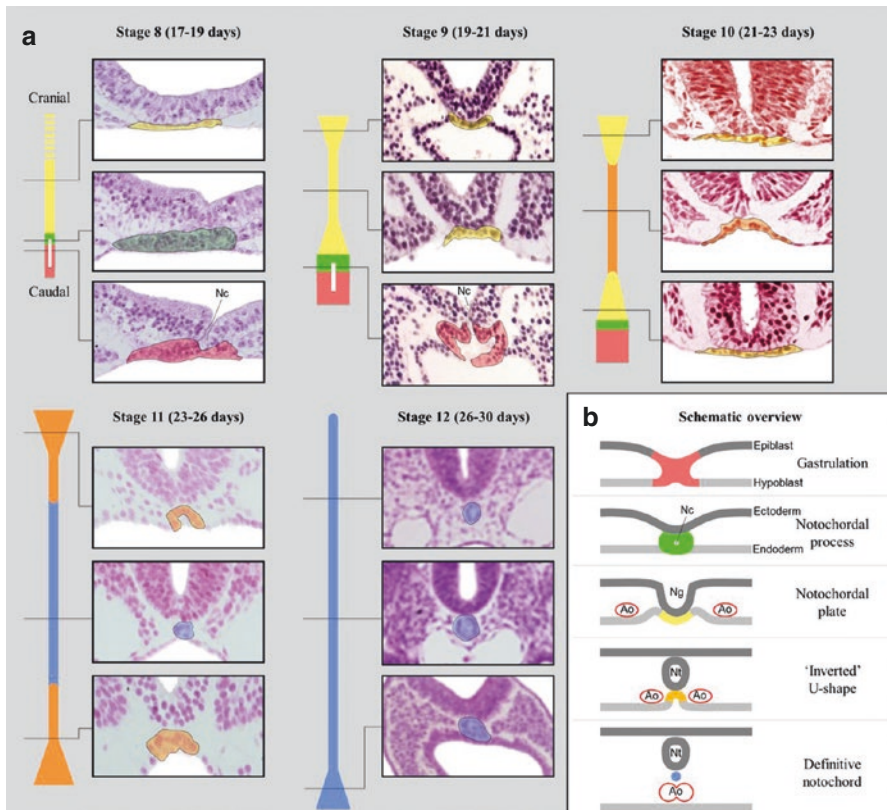 a
Stage 8 (17-19 days)
Stage 9 (19-21 days)
Stage 10 (21-23 days)
Cranial
Caudal
Nc
Nc
Stage 11 (23-26 days)
Stage 12 (26-30 days)
b
Schematic overview
Epiblast
Gastrulation
Hypoblast
Ectoderm
Nc
Notochordal
process
Endoderm
Ng
Ao
Ao
Notochordal
plate
Nt
Ao
Ao
'Inverted'
U-shape
Nt
Ao
Definitive
notochord